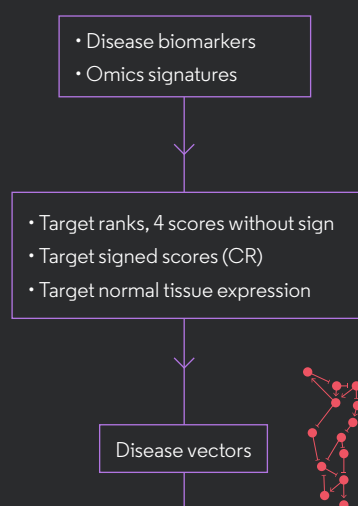 • Disease biomarkers
• Omics signatures
• Target ranks, 4 scores without sign
• Target signed scores (CR)
• Target normal tissue expression
Disease vectors